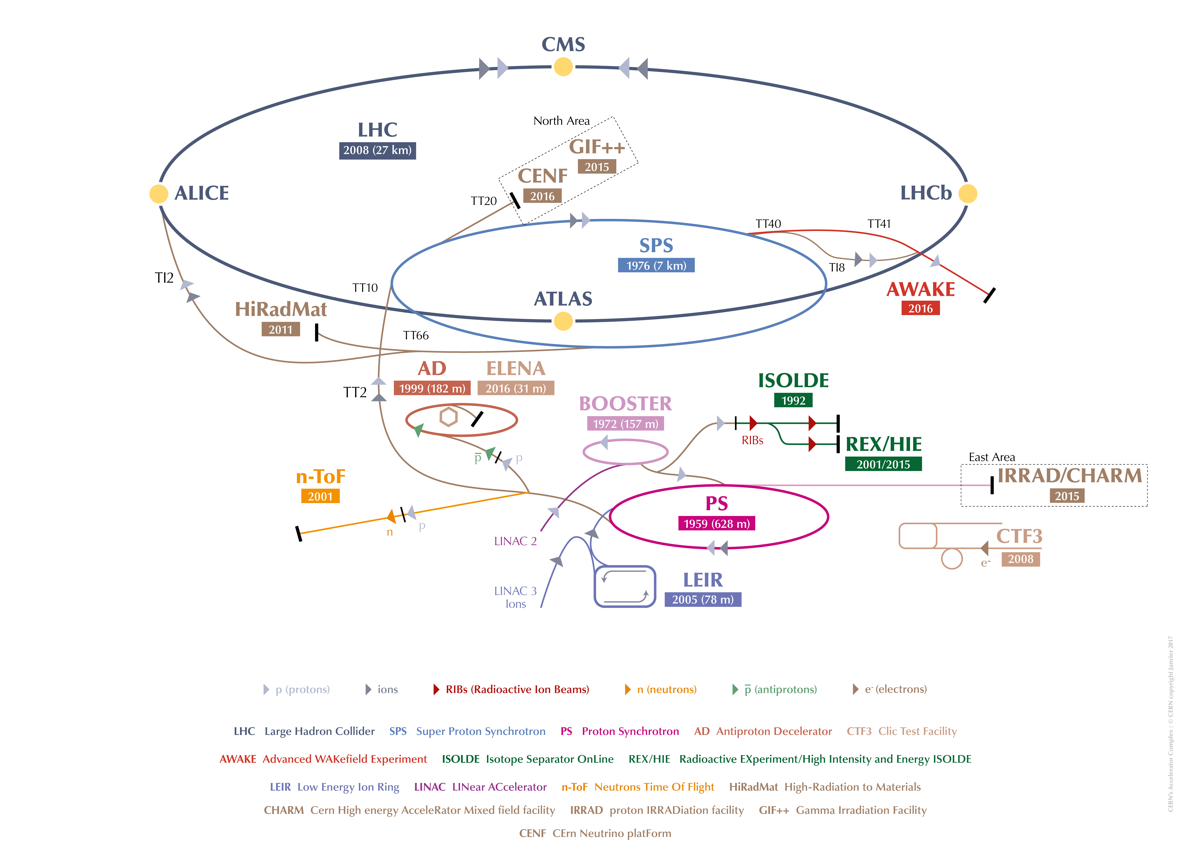 CMS
North Area
LHC
2008 (27 km)
GIF++
2015
CENF
2016
ALICE
LHCb
TT20
TT40
TT41
SPS
1976 (7 km)
TI8
TI2
TT10
AWAKE
2016
ATLAS
HiRadMat
2011
TT66
AD
1999 (182 m)
ELENA
2016 (31 m)
TT2
ISOLDE
1992
BOOSTER
1972 (157 m)
RIBs
REX/HIE
2001/2015
p̅
p
East Area
n-ToF
2001
IRRAD/CHARM
2015
PS
1959 (628 m)
n
p
LINAC 2
CTF3
2008
e-
LEIR
2005 (78 m)
LINAC 3
Ions
p (protons) ions RIBs (Radioactive Ion Beams) n (neutrons) p̅ (antiprotons) e- (electrons)
LHC Large Hadron Collider SPS Super Proton Synchrotron PS Proton Synchrotron AD Antiproton Decelerator CTF3 Clic Test Facility
AWAKE Advanced WAKefield Experiment ISOLDE Isotope Separator OnLine REX/HIE Radioactive EXperiment/High Intensity and Energy ISOLDE
LEIR Low Energy Ion Ring LINAC LINear ACcelerator n-ToF Neutrons Time Of Flight HiRadMat High-Radiation to Materials
CHARM Cern High energy AcceleRator Mixed field facility IRRAD proton IRRADiation facility GIF++ Gamma Irradiation Facility
CENF CErn Neutrino platForm
CERN's Accelerator Complex : © CERN copyright Janvier 2017